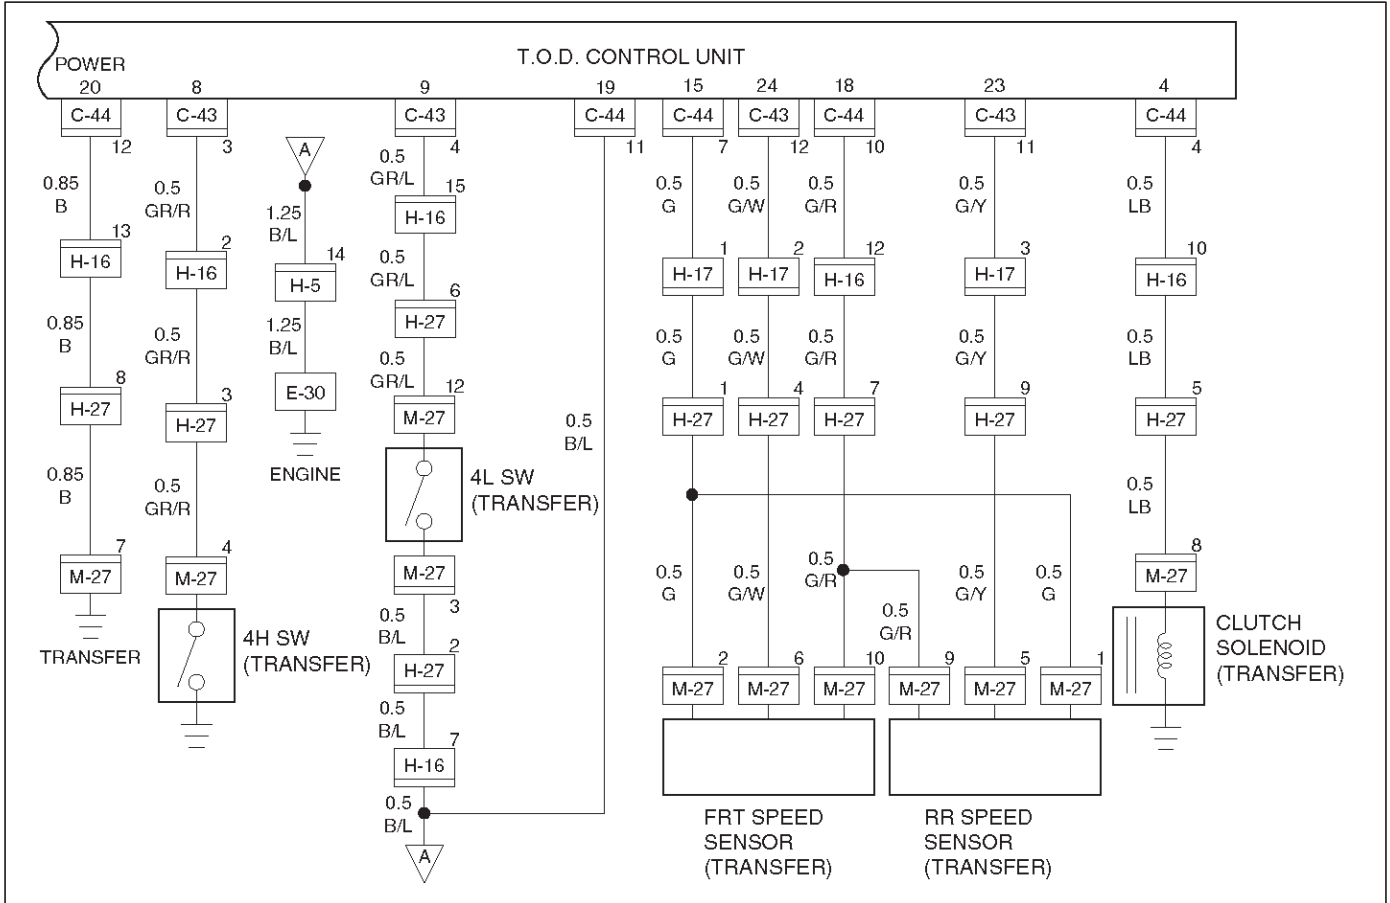 T.O.D. CONTROL UNIT
POWER
20 8 9 19 15 24 18 23 4
C-44 C-43 C-43 C-44 C-44 C-43 C-44 C-43 C-44
12 3 4 11 7 12 10 11 4
A
0.85
B
0.5
GR/R
1.25
B/L
0.5
GR/L
0.5
G
0.5
G/W
0.5
G/R
0.5
G/Y
0.5
LB
13
H-16
2
H-16
14
H-5
15
H-16
1
H-17
2
H-17
12
H-16
3
H-17
10
H-16
0.85
B
0.5
GR/R
1.25
B/L
0.5
GR/L
0.5
G
0.5
G/W
0.5
G/R
0.5
G/Y
0.5
LB
6
H-27
8
H-27
3
H-27
E-30
ENGINE
0.5
GR/L
12
M-27
0.5
B/L
1
H-27
4
H-27
7
H-27
9
H-27
5
H-27
0.85
B
0.5
GR/R
4L SW
(TRANSFER)
0.5
LB
7
M-27
TRANSFER
4
M-27
4H SW
(TRANSFER)
M-27
3
0.5
B/L
2
H-27
0.5
B/L
7
H-16
0.5
B/L
A
0.5
G
0.5
G/W
0.5
G/R
0.5
G/R
0.5
G/Y
0.5
G
8
M-27
CLUTCH
SOLENOID
(TRANSFER)
2
M-27
6
M-27
10
M-27
9
M-27
5
M-27
1
M-27
FRT SPEED
SENSOR
(TRANSFER)
RR SPEED
SENSOR
(TRANSFER)